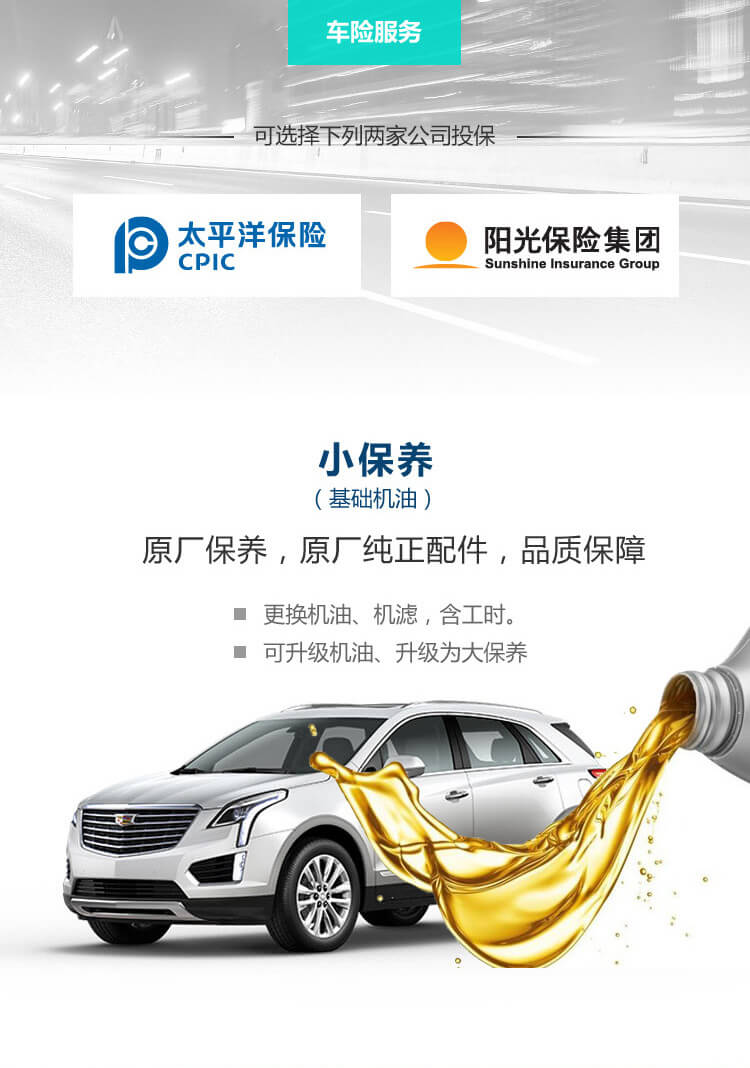 车险服务
可选择下列两家公司投保
太平洋保险
CPIC
阳光保险集团
Sunshine Insurance Group
小保养
（基础机油）
原厂保养，原厂纯正配件，品质保障
更换机油、机滤，含工时。
可升级机油、升级为大保养